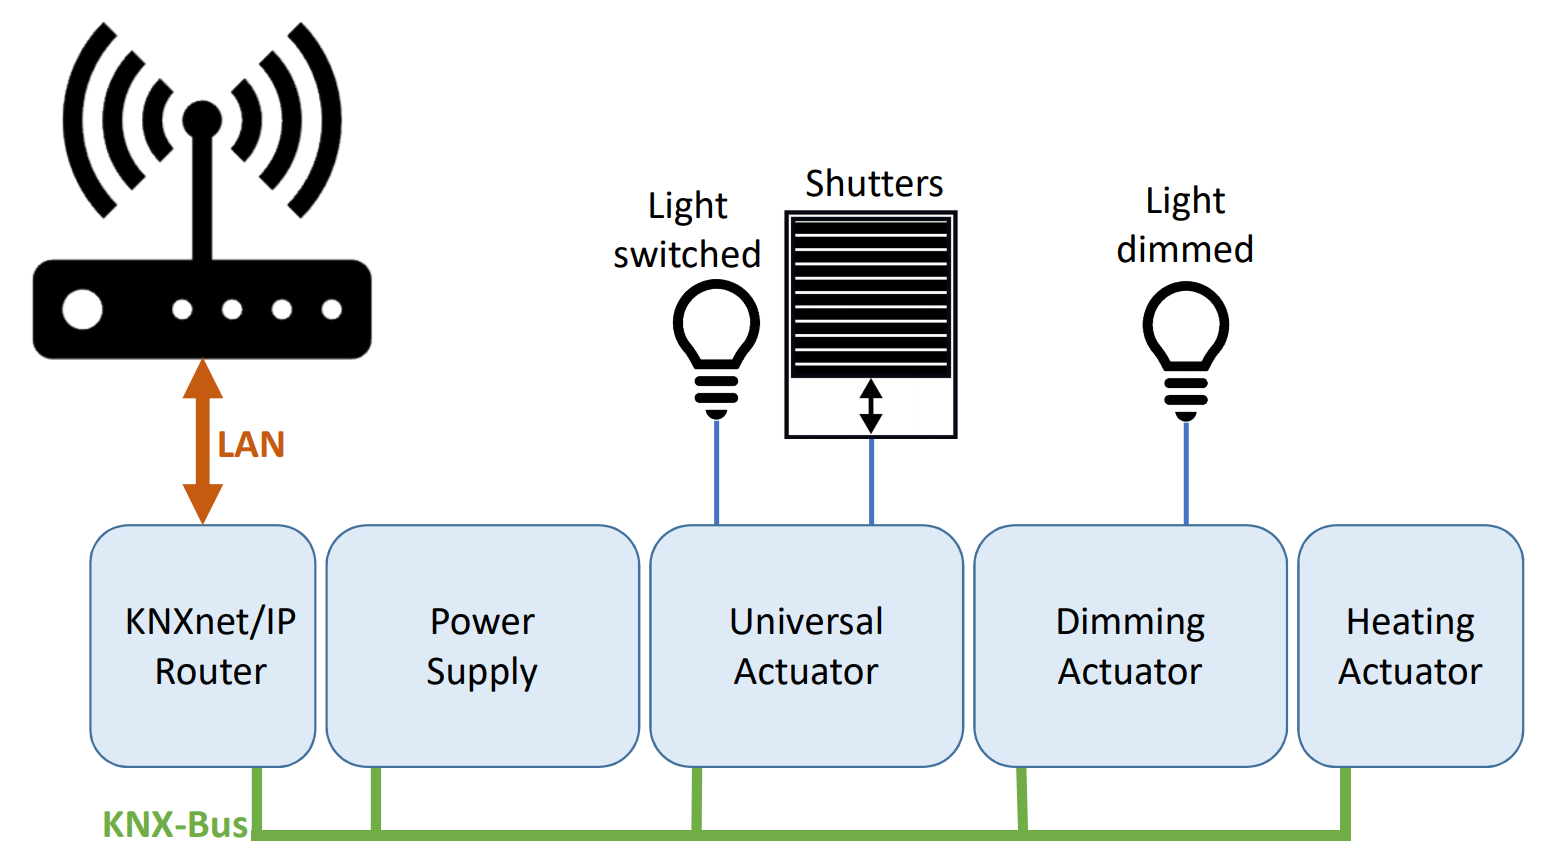 Shutters
Light
switched
Light
dimmed
LAN
KNXnet/IP
Router
Power
Supply
Universal
Actuator
Dimming
Actuator
Heating
Actuator
KNX-Bus